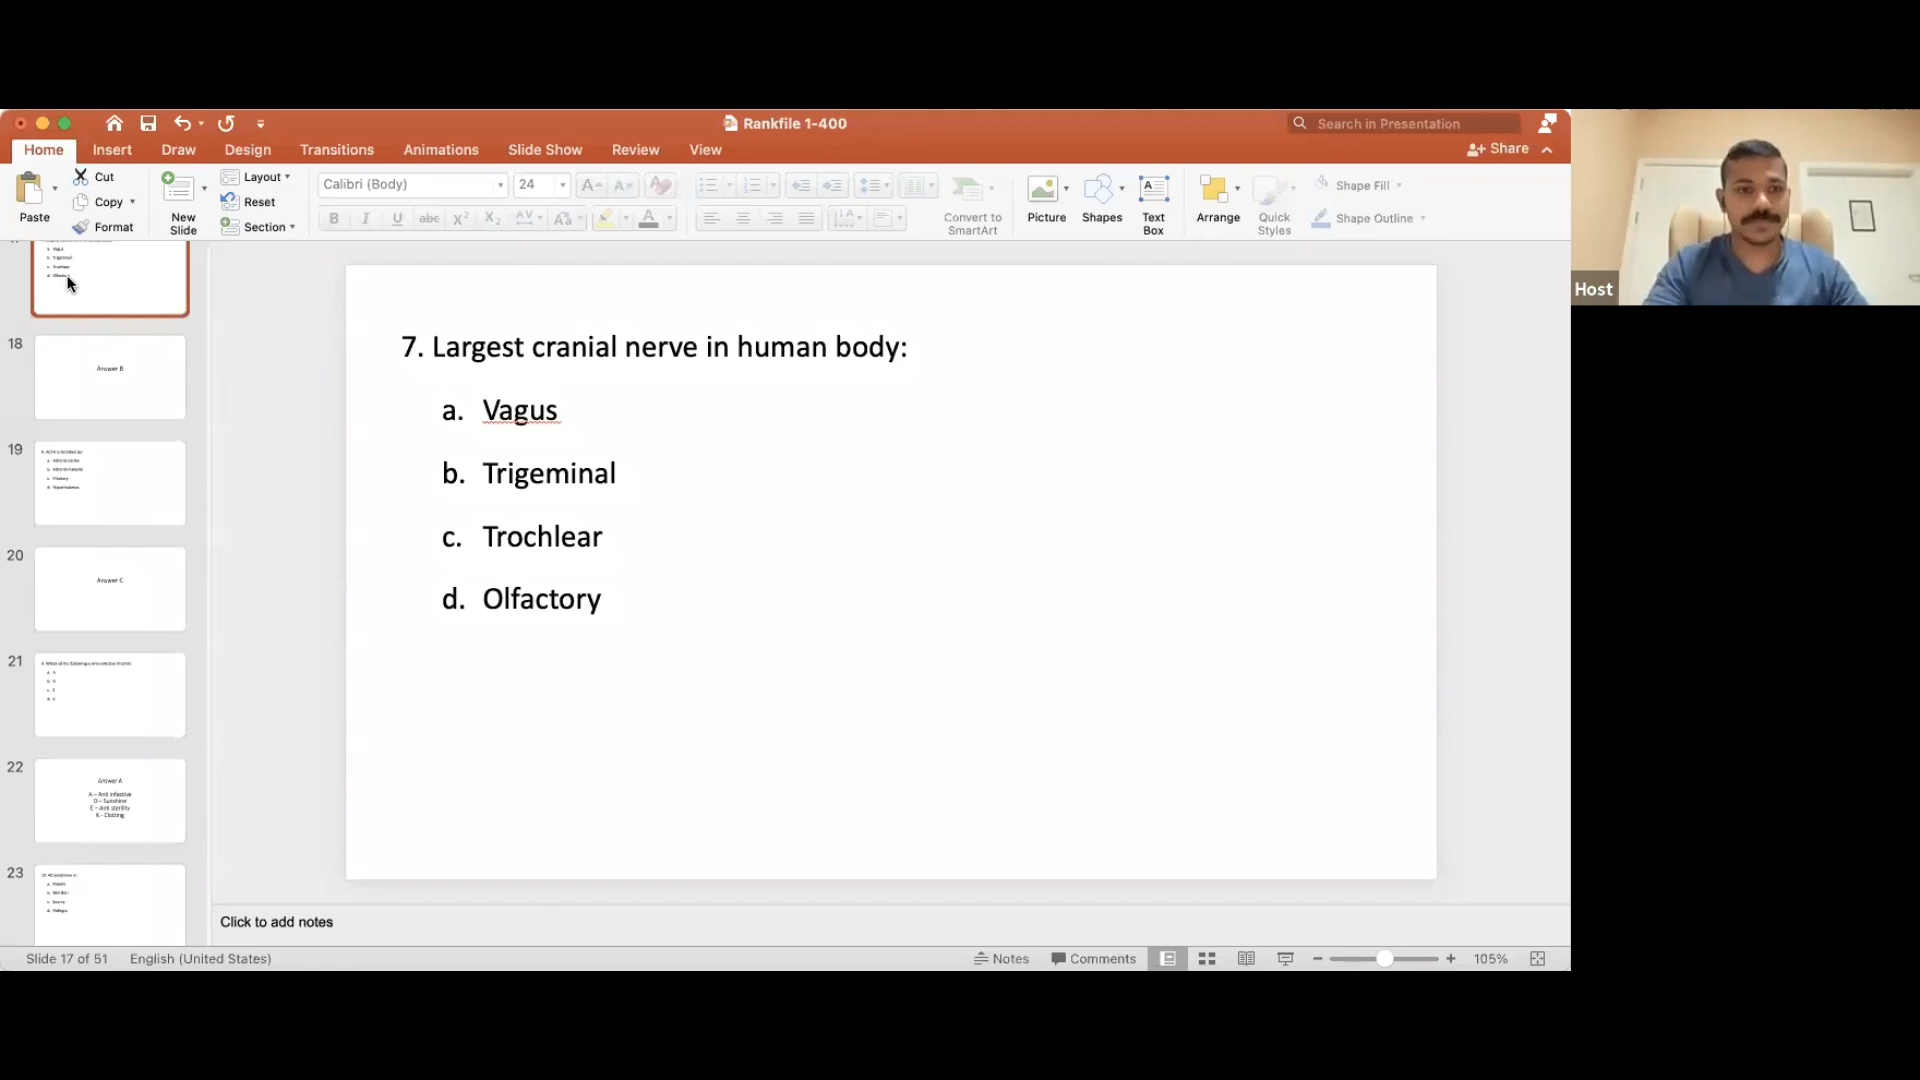 Rankfile 1-400
Search in Presentation
Home Insert Draw Design Transitions Animations Slide Show Review View
Share
Paste
Cut
Copy
Format
New Slide
Layout
Reset
Section
Calibri (Body) 24
Convert to SmartArt
Picture
Shapes
Text Box
Arrange
Quick Styles
Shape Fill
Shape Outline
Host
18
Answer B
19
20
Answer C
21
22
Answer A
A – Anti infective
D – Sunshine
E – Anti sterility
K - Clotting
23
7. Largest cranial nerve in human body:
a. Vagus
b. Trigeminal
c. Trochlear
d. Olfactory
Click to add notes
Slide 17 of 51 English (United States)
Notes Comments 105%